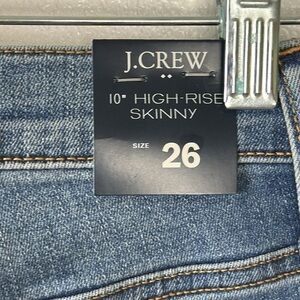 J.CREW
10" HIGH-RISE
SKINNY
SIZE 26